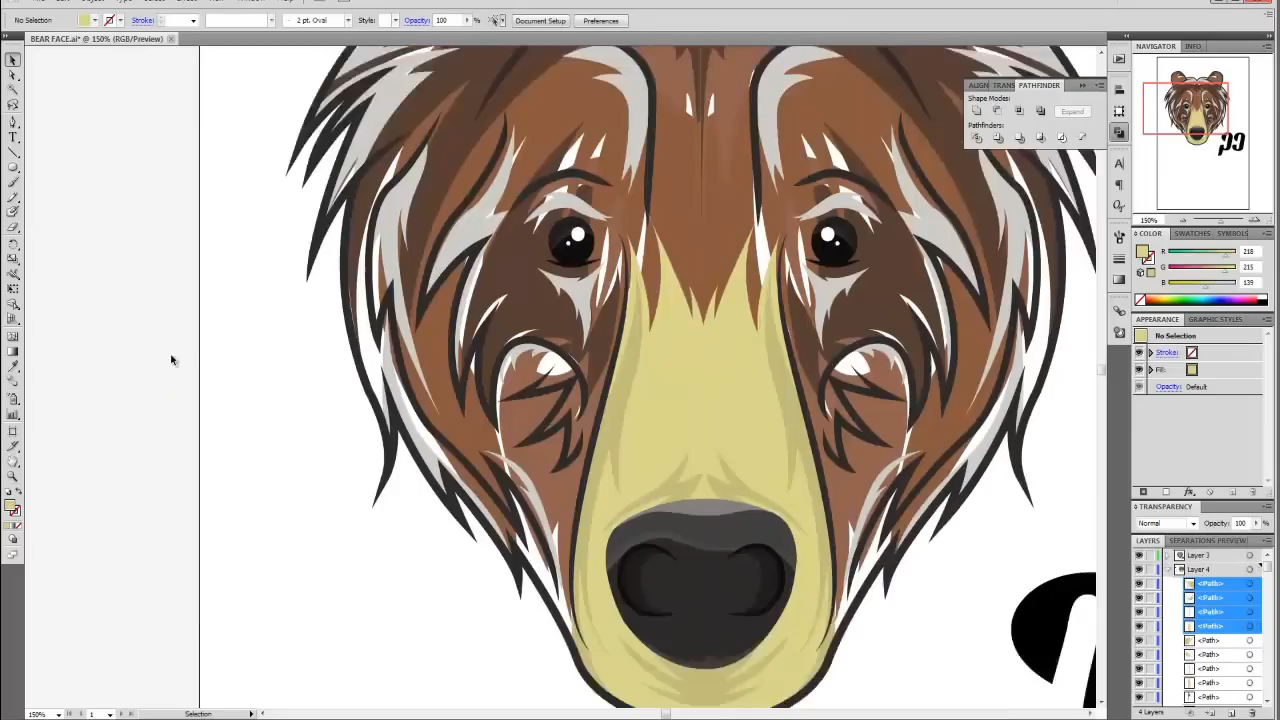 No Selection
Stroke:
2 pt. Oval
Style:
Opacity:
100
%
Document Setup
Preferences
BEAR FACE.ai* @ 150% (RGB/Preview)
ALIGN
TRANS
PATHFINDER
Shape Modes:
Expand
Pathfinders:
NAVIGATOR
INFO
150%
COLOR
SWATCHES
SYMBOLS
R
218
G
215
B
139
APPEARANCE
GRAPHIC STYLES
No Selection
Stroke:
Fill:
Opacity: Default
TRANSPARENCY
Normal
Opacity: 100
%
LAYERS
SEPARATIONS PREVIEW
Layer 3
Layer 4
<Path>
<Path>
<Path>
<Path>
<Path>
<Path>
<Path>
<Path>
<Path>
4 Layers
150%
1
Selection